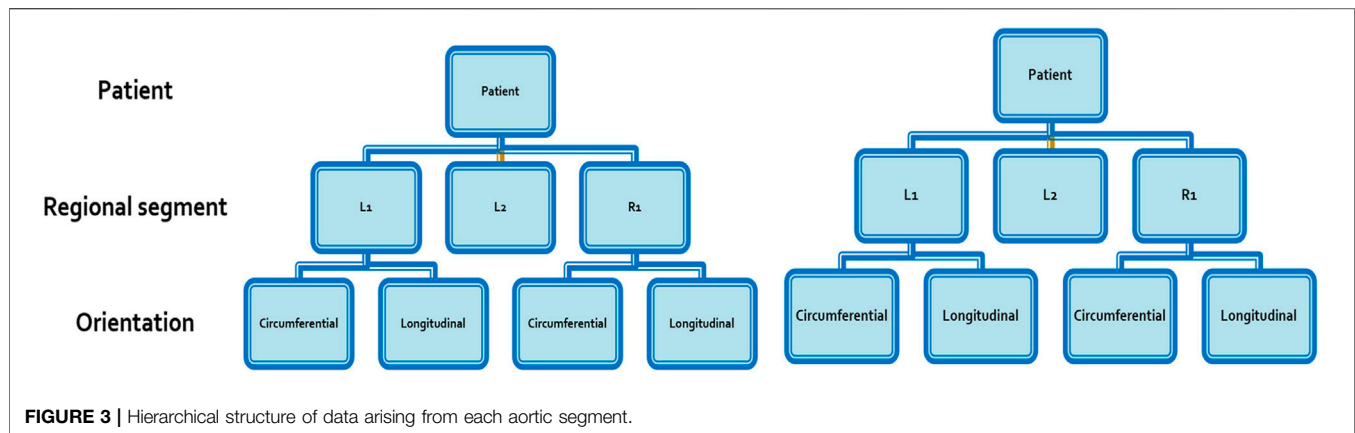 Patient
Patient
Patient
Regional segment
L1
L2
R1
L1
L2
R1
Orientation
Circumferential
Longitudinal
Circumferential
Longitudinal
Circumferential
Longitudinal
Circumferential
Longitudinal
FIGURE 3 | Hierarchical structure of data arising from each aortic segment.